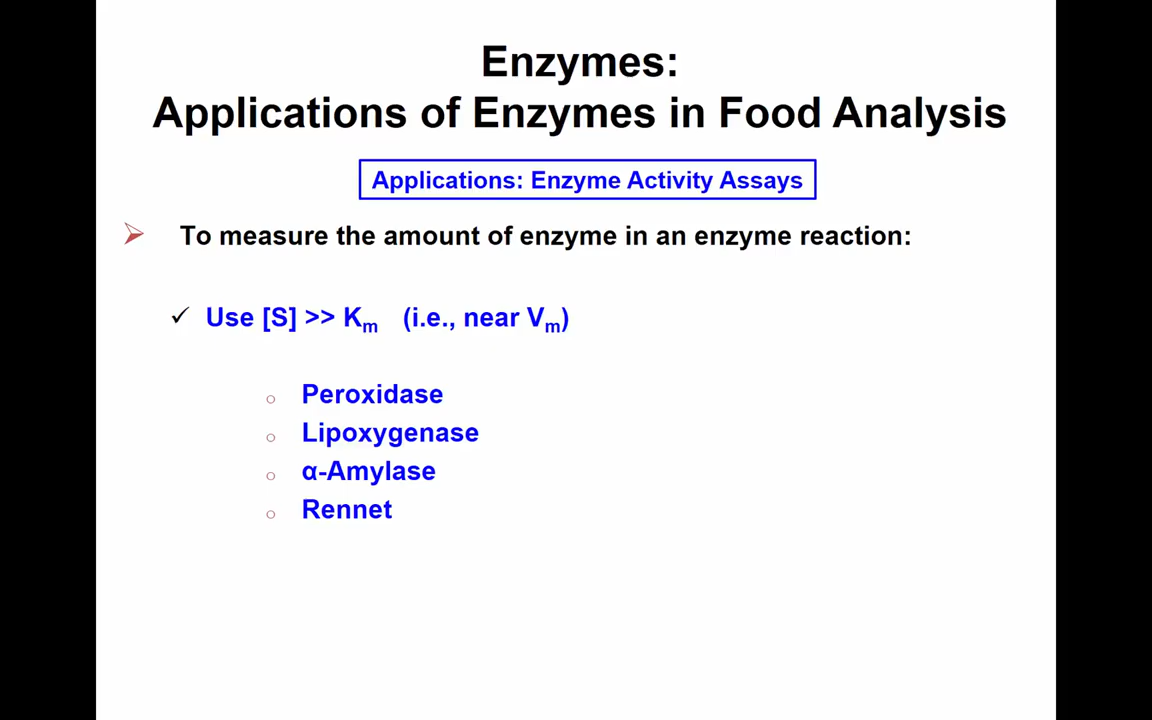 Enzymes:
Applications of Enzymes in Food Analysis
Applications: Enzyme Activity Assays
➢ To measure the amount of enzyme in an enzyme reaction:
✓ Use [S] >> Km (i.e., near Vm)
○ Peroxidase
○ Lipoxygenase
○ α-Amylase
○ Rennet